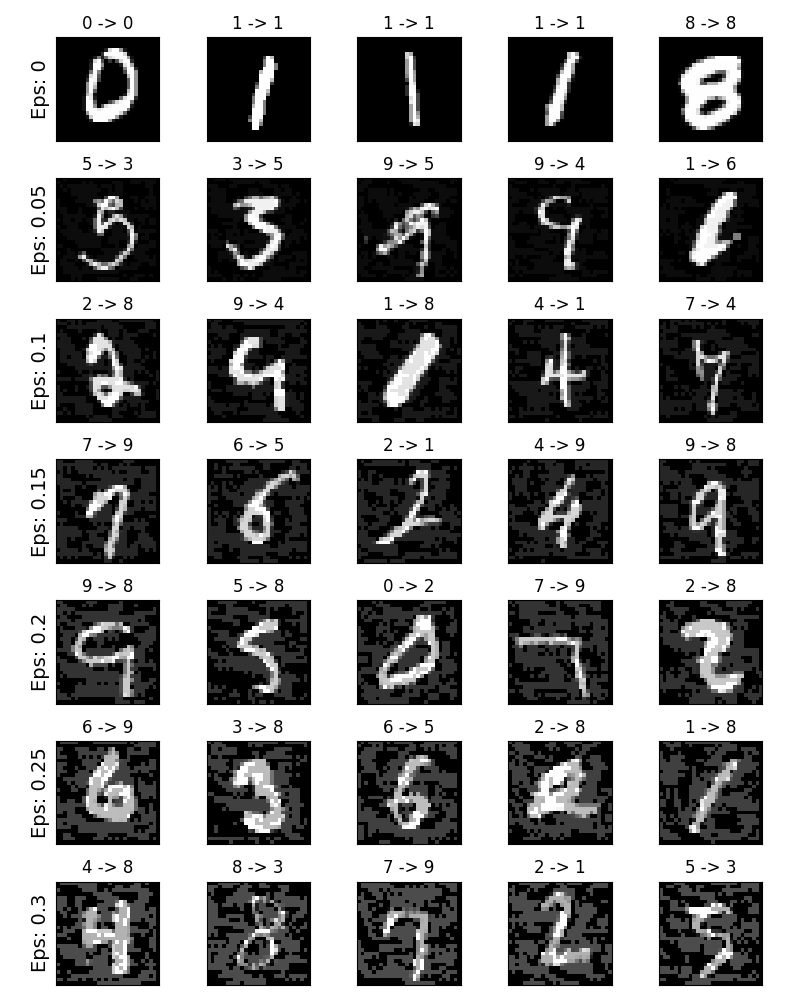 0 -> 0 1 -> 1 1 -> 1 1 -> 1 8 -> 8
Eps: 0
5 -> 3 3 -> 5 9 -> 5 9 -> 4 1 -> 6
Eps: 0.05
2 -> 8 9 -> 4 1 -> 8 4 -> 1 7 -> 4
Eps: 0.1
7 -> 9 6 -> 5 2 -> 1 4 -> 9 9 -> 8
Eps: 0.15
9 -> 8 5 -> 8 0 -> 2 7 -> 9 2 -> 8
Eps: 0.2
6 -> 9 3 -> 8 6 -> 5 2 -> 8 1 -> 8
Eps: 0.25
4 -> 8 8 -> 3 7 -> 9 2 -> 1 5 -> 3
Eps: 0.3